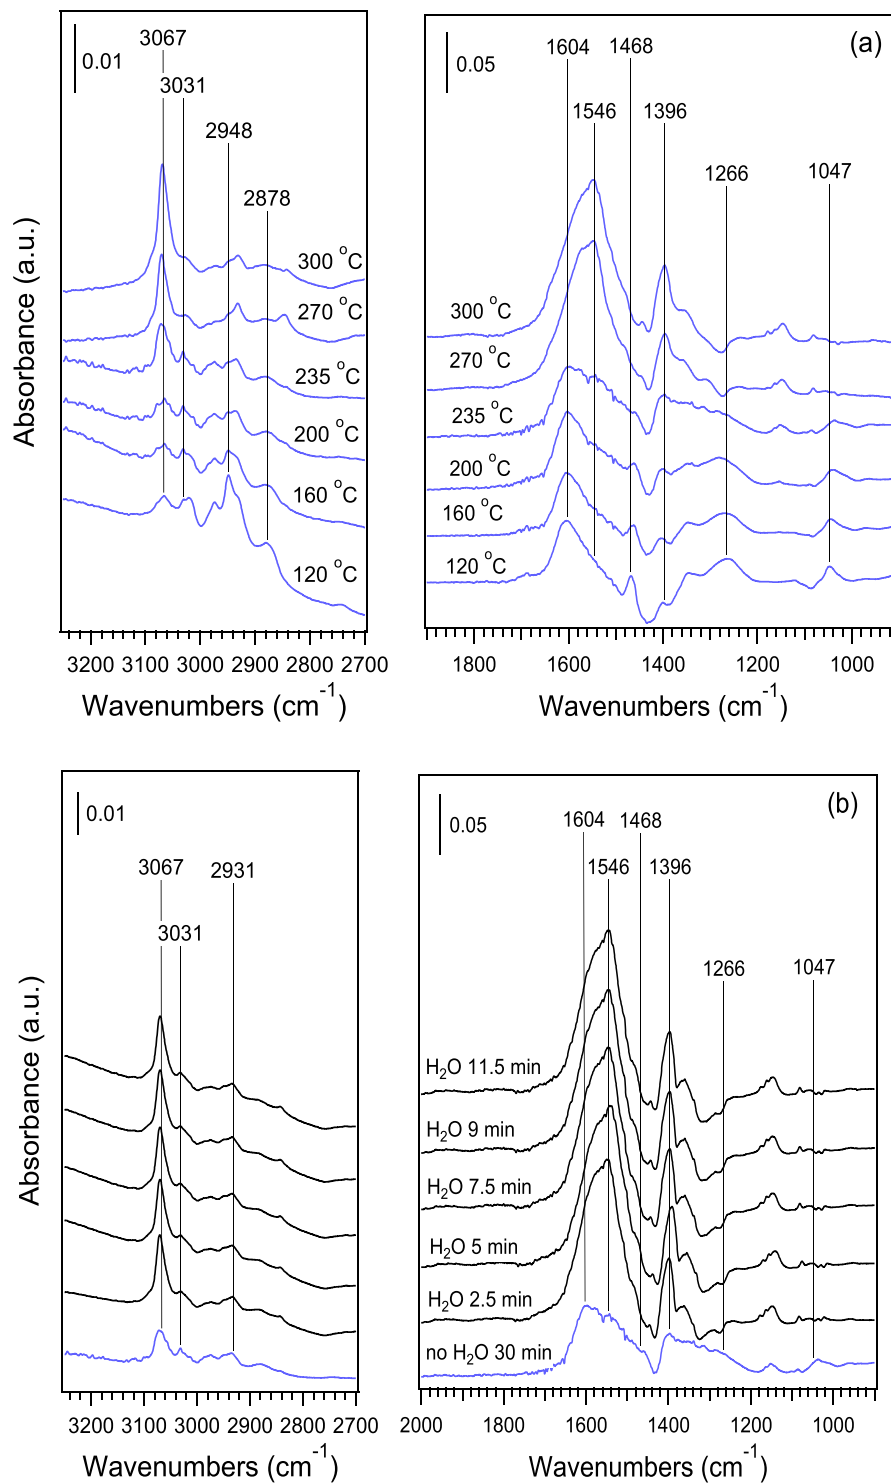 3067
0.01
3031
2948
2878
300 °C
270 °C
235 °C
200 °C
160 °C
120 °C
Absorbance (a.u.)
3200 3100 3000 2900 2800 2700
Wavenumbers (cm⁻¹)
(a)
0.05
1604 1468
1546 1396
1266 1047
300 °C
270 °C
235 °C
200 °C
160 °C
120 °C
1800 1600 1400 1200 1000
Wavenumbers (cm⁻¹)
0.01
3067 2931
3031
Absorbance (a.u.)
3200 3100 3000 2900 2800 2700
Wavenumbers (cm⁻¹)
(b)
0.05
1604 1468
1546 1396
1266 1047
H₂O 11.5 min
H₂O 9 min
H₂O 7.5 min
H₂O 5 min
H₂O 2.5 min
no H₂O 30 min
2000 1800 1600 1400 1200 1000
Wavenumbers (cm⁻¹)